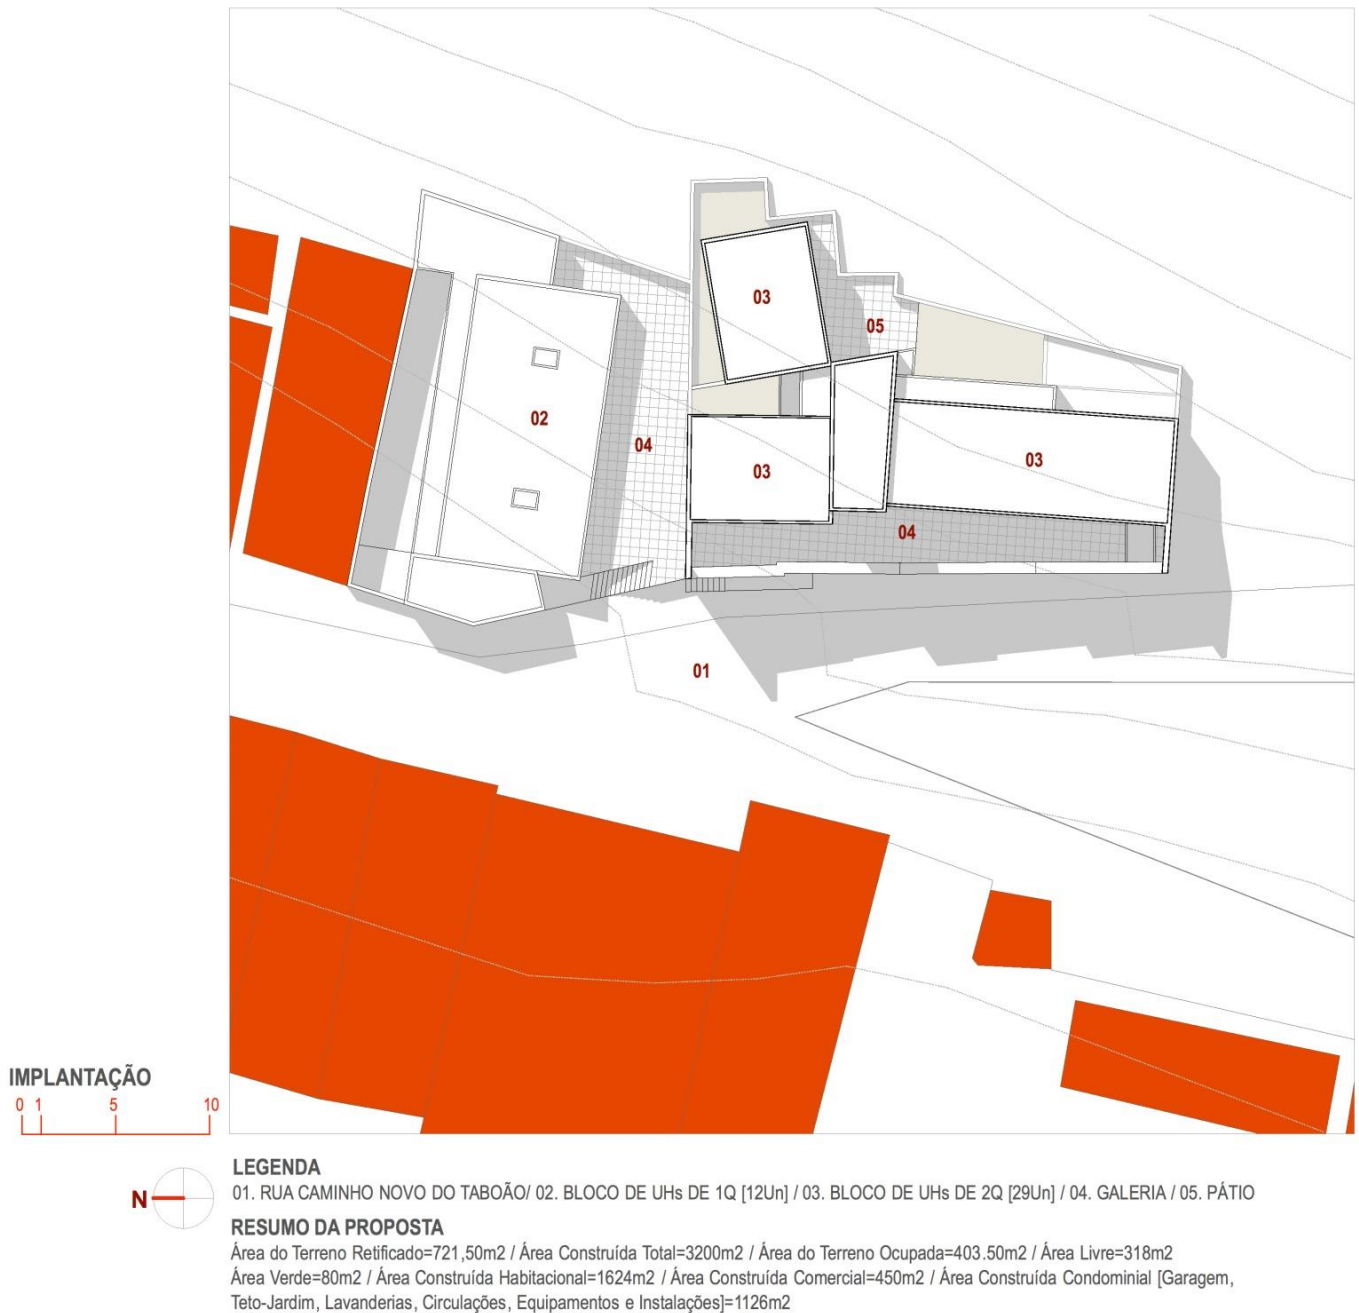 03
05
02
04
03
03
04
01
IMPLANTAÇÃO
0 1 5 10
N
LEGENDA
01. RUA CAMINHO NOVO DO TABOÃO/ 02. BLOCO DE UHs DE 1Q [12Un] / 03. BLOCO DE UHs DE 2Q [29Un] / 04. GALERIA / 05. PÁTIO
RESUMO DA PROPOSTA
Área do Terreno Retificado=721,50m2 / Área Construída Total=3200m2 / Área do Terreno Ocupada=403.50m2 / Área Livre=318m2
Área Verde=80m2 / Área Construída Habitacional=1624m2 / Área Construída Comercial=450m2 / Área Construída Condominial [Garagem,
Teto-Jardim, Lavanderias, Circulações, Equipamentos e Instalações]=1126m2